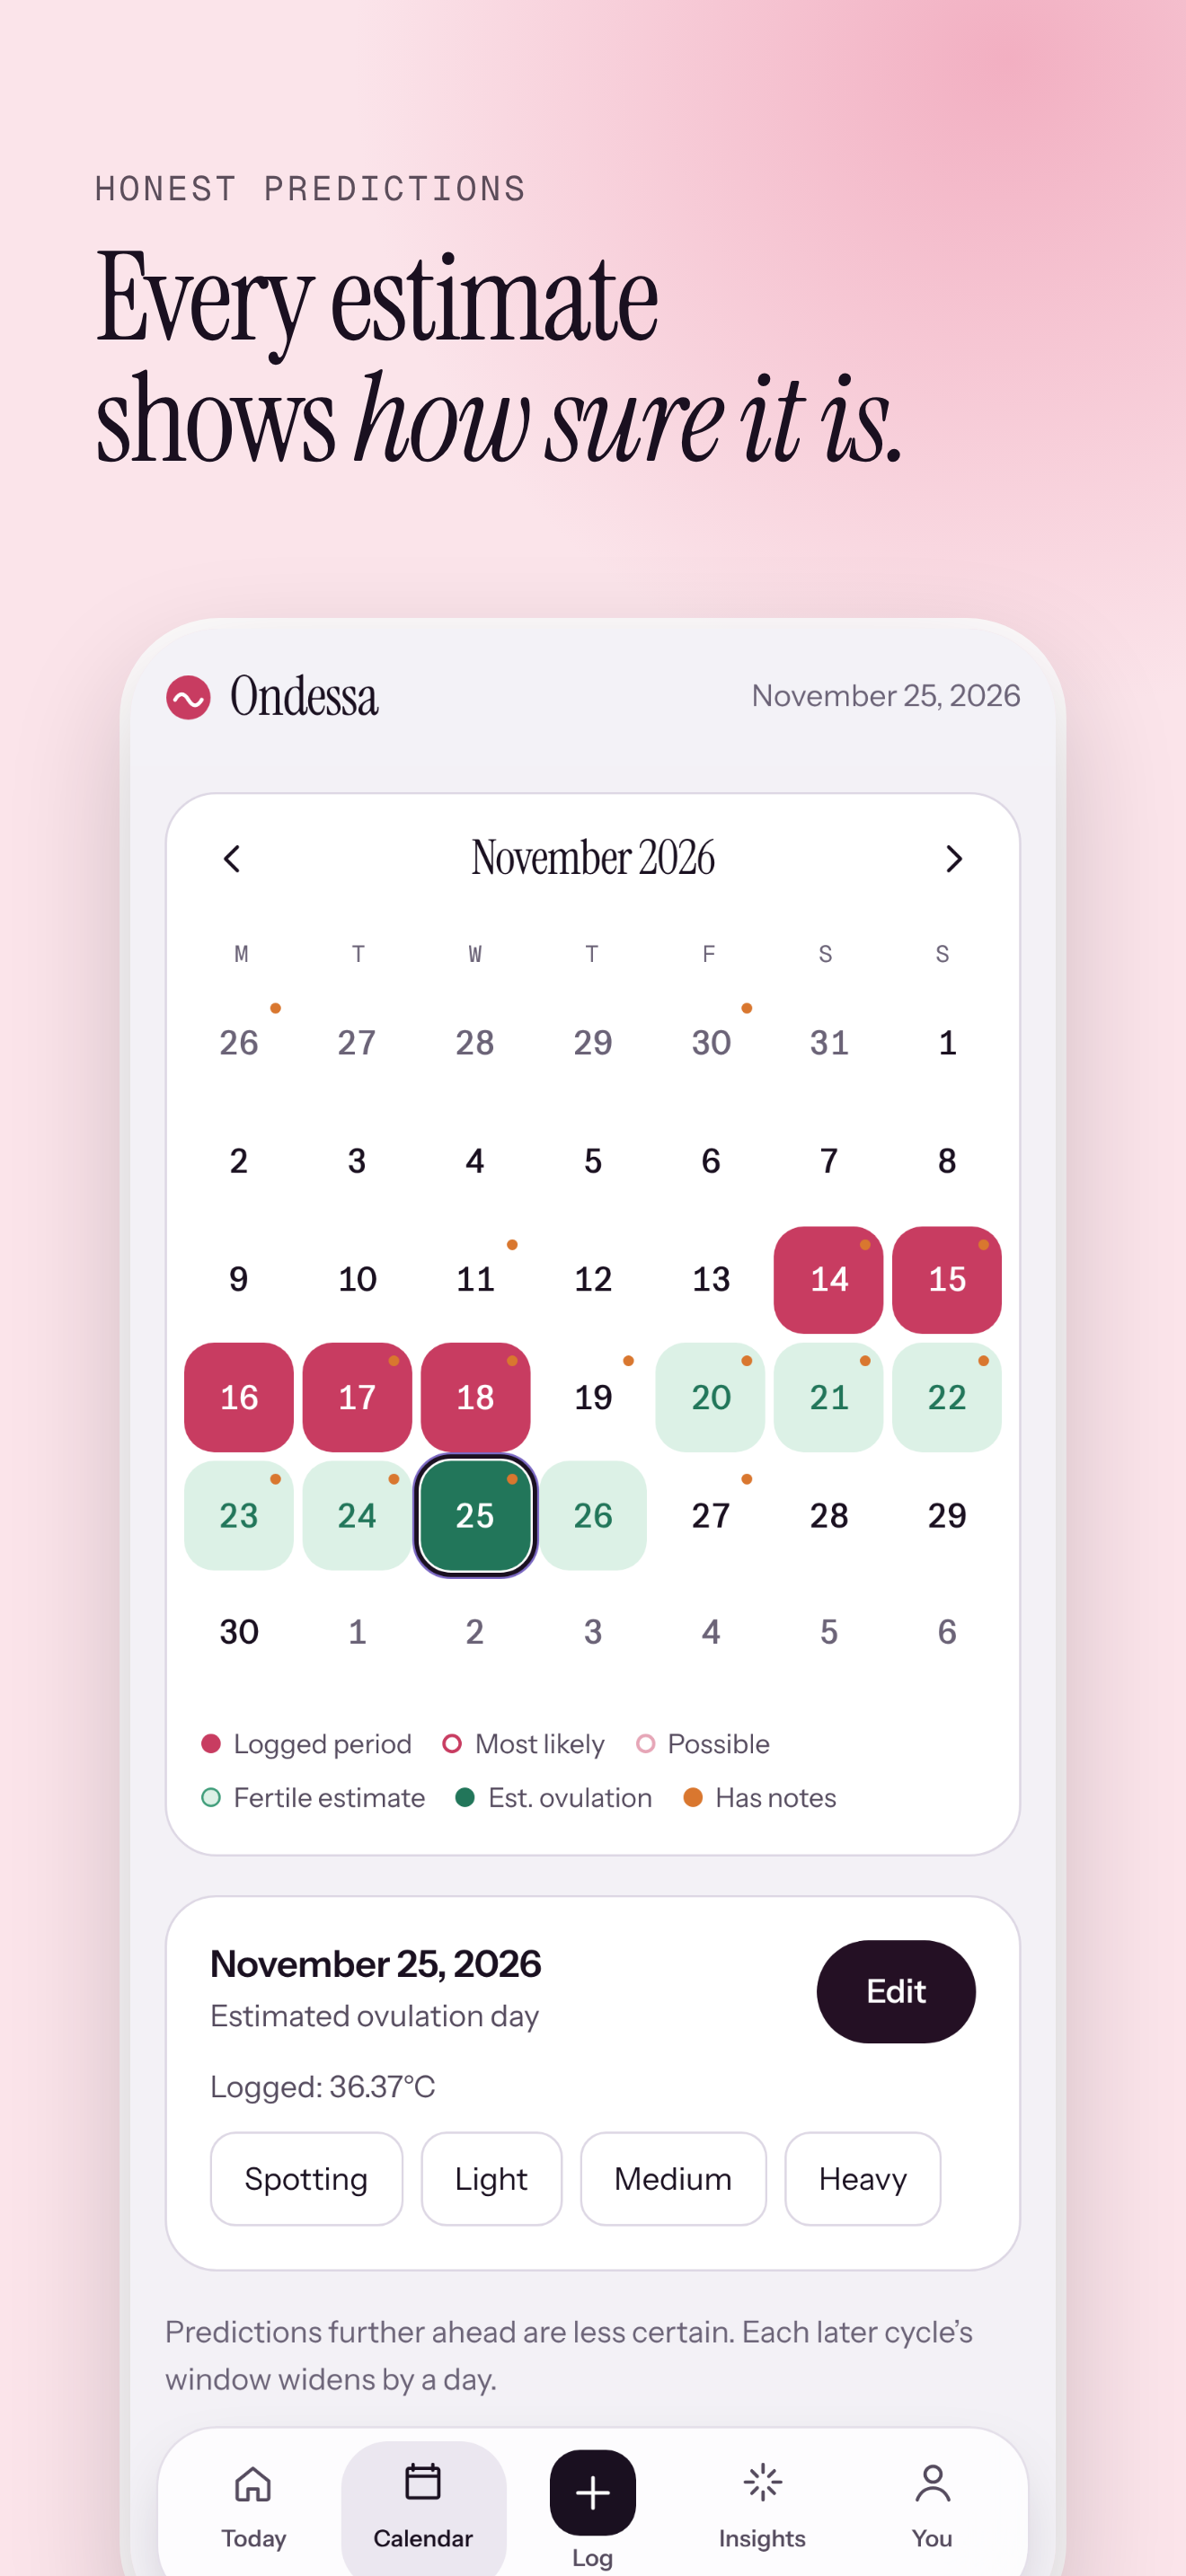 HONEST PREDICTIONS
Every estimate
shows how sure it is.
Ondessa
November 25, 2026
November 2026
M T W T F S S
26 27 28 29 30 31 1
2 3 4 5 6 7 8
9 10 11 12 13 14 15
16 17 18 19 20 21 22
23 24 25 26 27 28 29
30 1 2 3 4 5 6
Logged period Most likely Possible
Fertile estimate Est. ovulation Has notes
November 25, 2026
Edit
Estimated ovulation day
Logged: 36.37°C
Spotting Light Medium Heavy
Predictions further ahead are less certain. Each later cycle’s
window widens by a day.
Today Calendar Log Insights You